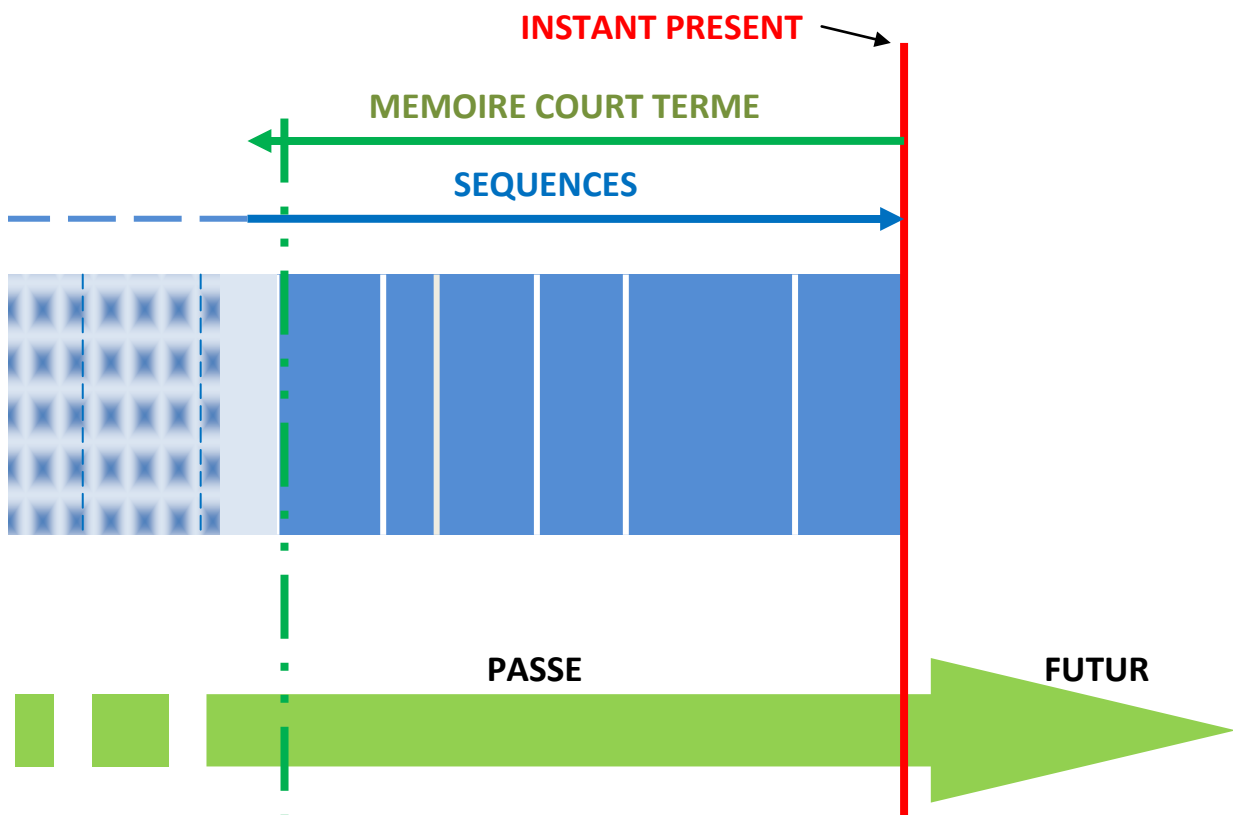 INSTANT PRESENT
MEMOIRE COURT TERME
SEQUENCES
PASSE
FUTUR